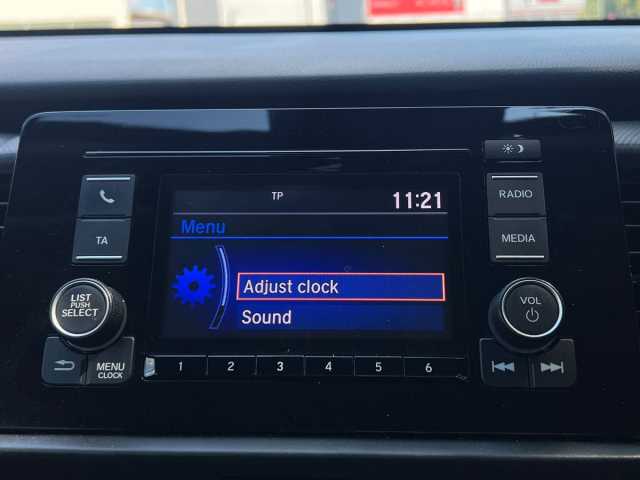 TP
11:21
Menu
Adjust clock
Sound
TA
LIST
PUSH
SELECT
MENU
CLOCK
1 2 3 4 5 6
RADIO
MEDIA
VOL